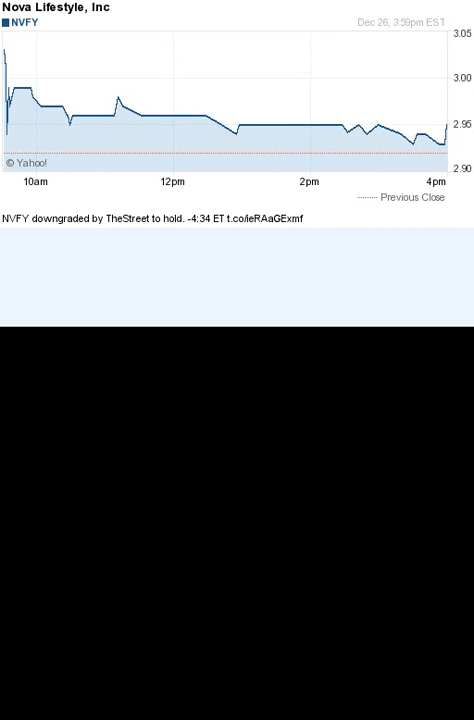 Nova Lifestyle, Inc
NVFY Dec 26, 3:59pm EST
3.05
3.00
2.95
2.90
© Yahoo!
10am 12pm 2pm 4pm
Previous Close
NVFY downgraded by TheStreet to hold. -4:34 ET t.co/ieRAaGExmf